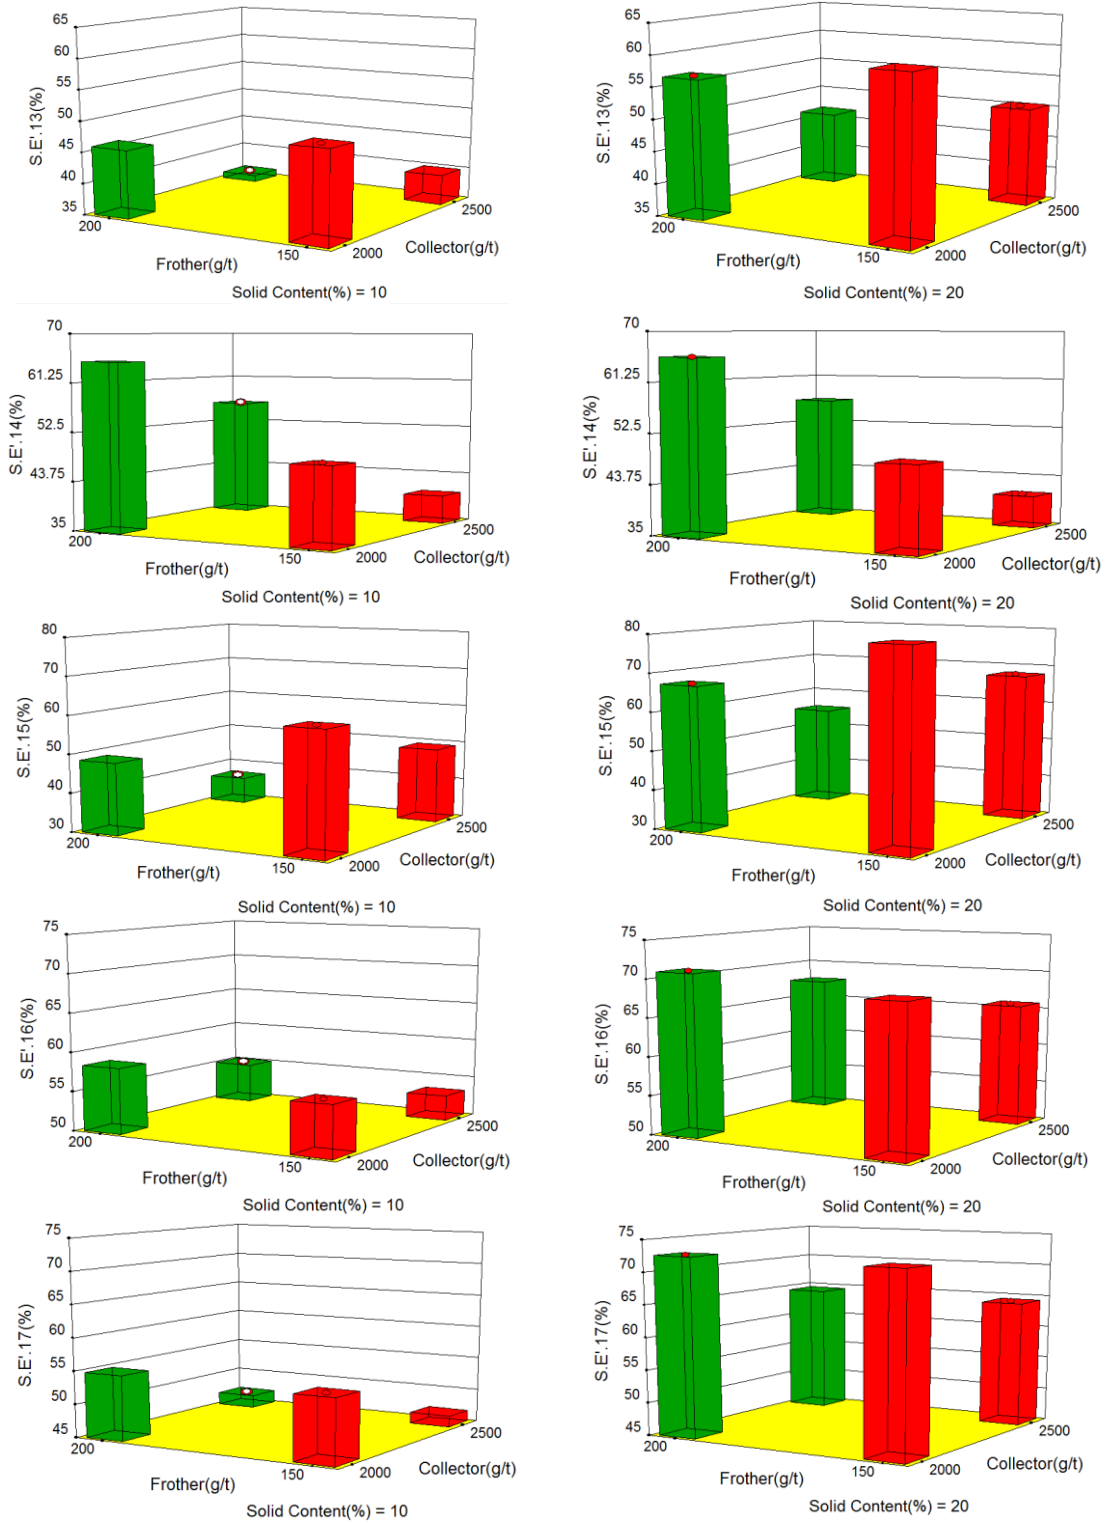 65
60
55
50
45
40
35
S.E'.13(%)
200
150
2000
2500
Frother(g/t)
Collector(g/t)
Solid Content(%) = 10
65
60
55
50
45
40
35
S.E'.13(%)
200
150
2000
2500
Frother(g/t)
Collector(g/t)
Solid Content(%) = 20
70
61.25
52.5
43.75
35
S.E'.14(%)
200
150
2000
2500
Frother(g/t)
Collector(g/t)
Solid Content(%) = 10
70
61.25
52.5
43.75
35
S.E'.14(%)
200
150
2000
2500
Frother(g/t)
Collector(g/t)
Solid Content(%) = 20
80
70
60
50
40
30
S.E'.15(%)
200
150
2000
2500
Frother(g/t)
Collector(g/t)
Solid Content(%) = 10
80
70
60
50
40
30
S.E'.15(%)
200
150
2000
2500
Frother(g/t)
Collector(g/t)
Solid Content(%) = 20
75
70
65
60
55
50
S.E'.16(%)
200
150
2000
2500
Frother(g/t)
Collector(g/t)
Solid Content(%) = 10
75
70
65
60
55
50
S.E'.16(%)
200
150
2000
2500
Frother(g/t)
Collector(g/t)
Solid Content(%) = 20
75
70
65
60
55
50
45
S.E'.17(%)
200
150
2000
2500
Frother(g/t)
Collector(g/t)
Solid Content(%) = 10
75
70
65
60
55
50
45
S.E'.17(%)
200
150
2000
2500
Frother(g/t)
Collector(g/t)
Solid Content(%) = 20